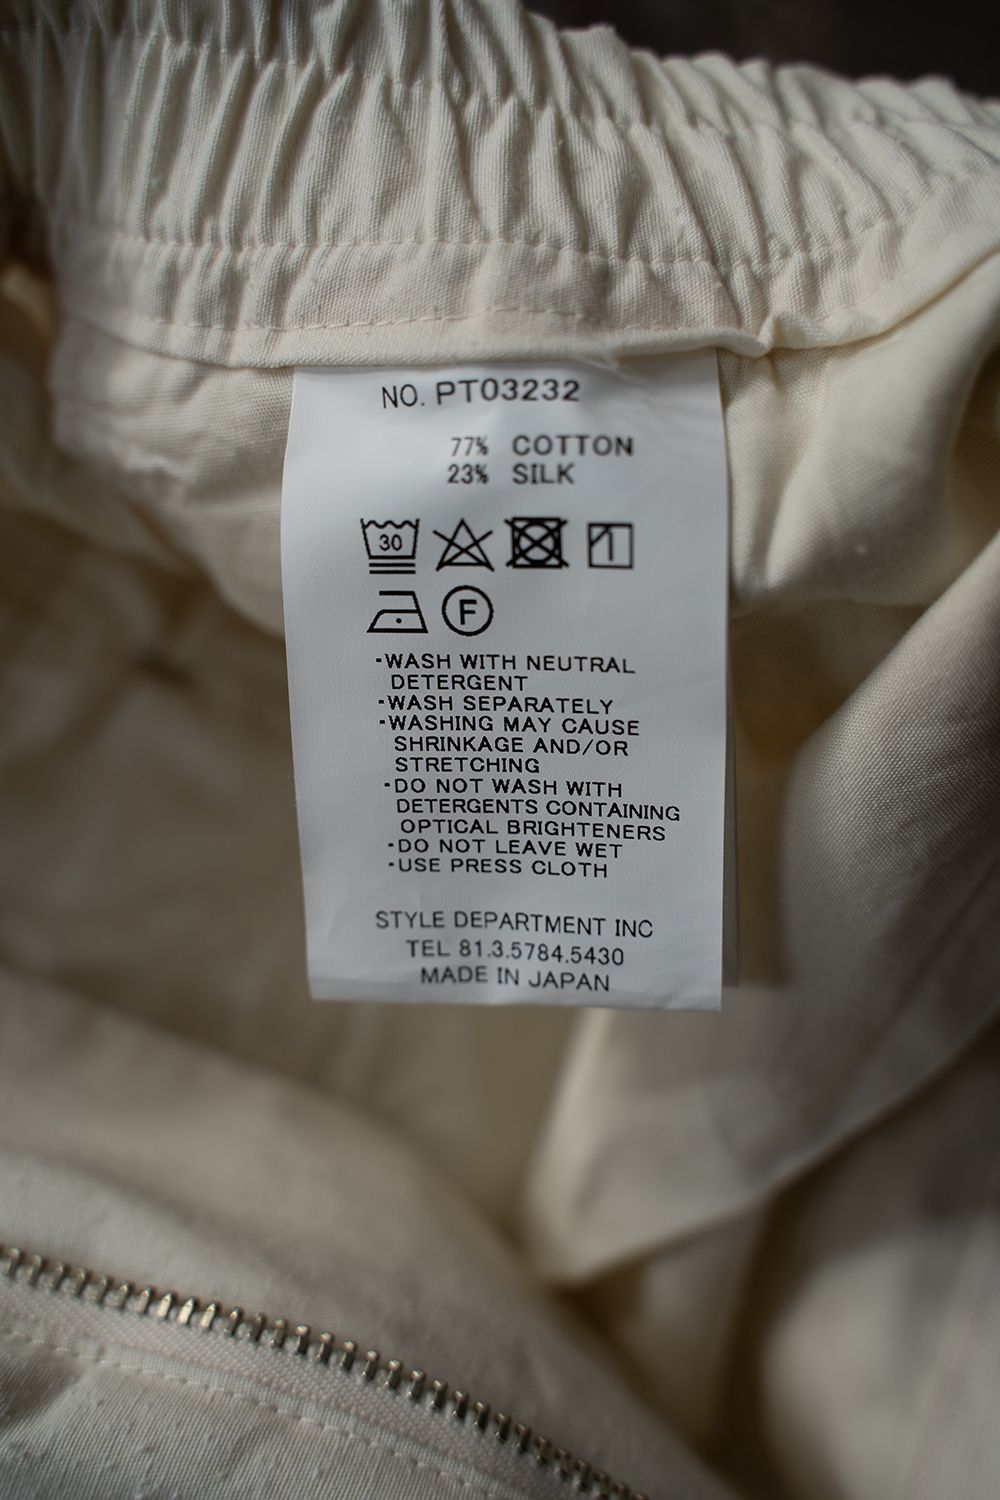 NO. PT03232
77% COTTON
23% SILK
30
F
-WASH WITH NEUTRAL
DETERGENT
-WASH SEPARATELY
-WASHING MAY CAUSE
SHRINKAGE AND/OR
STRETCHING
-DO NOT WASH WITH
DETERGENTS CONTAINING
OPTICAL BRIGHTENERS
-DO NOT LEAVE WET
-USE PRESS CLOTH
STYLE DEPARTMENT INC
TEL 81.3.5784.5430
MADE IN JAPAN